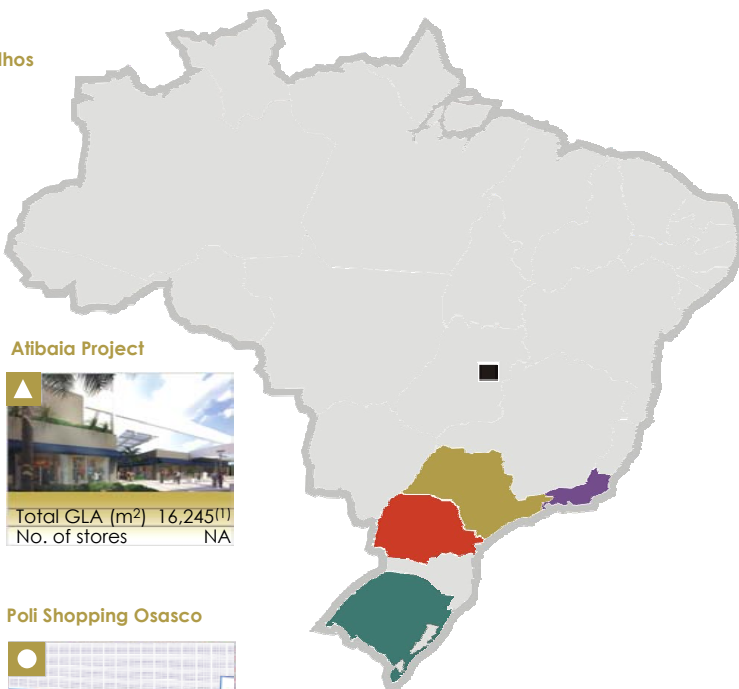 lhos
Atibaia Project
Total GLA (m²) 16,245(1)
No. of stores NA
Poli Shopping Osasco